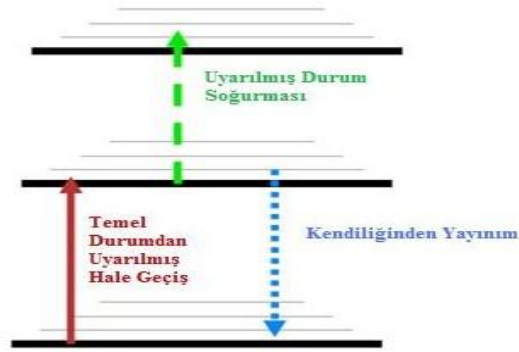 Uyarılmış Durum
Soğurması
Temel
Durumdan
Uyarılmış
Hale Geçiş
Kendiliğinden Yayınım